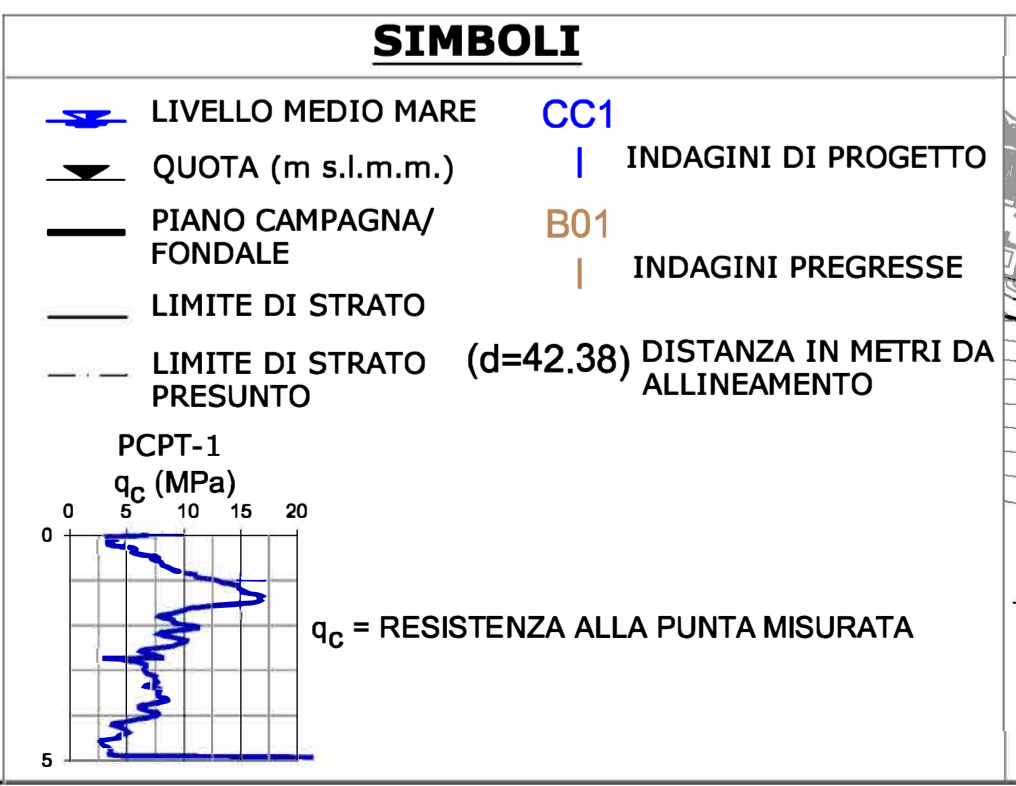 SIMBOLI
LIVELLO MEDIO MARE
QUOTA (m s.l.m.m.)
PIANO CAMPAGNA/
FONDALE
LIMITE DI STRATO
LIMITE DI STRATO
PRESUNTO
CC1
INDAGINI DI PROGETTO
B01
INDAGINI PREGRESSE
(d=42.38) DISTANZA IN METRI DA
ALLINEAMENTO
PCPT-1
qc (MPa)
0 5 10 15 20
0
5
qc = RESISTENZA ALLA PUNTA MISURATA